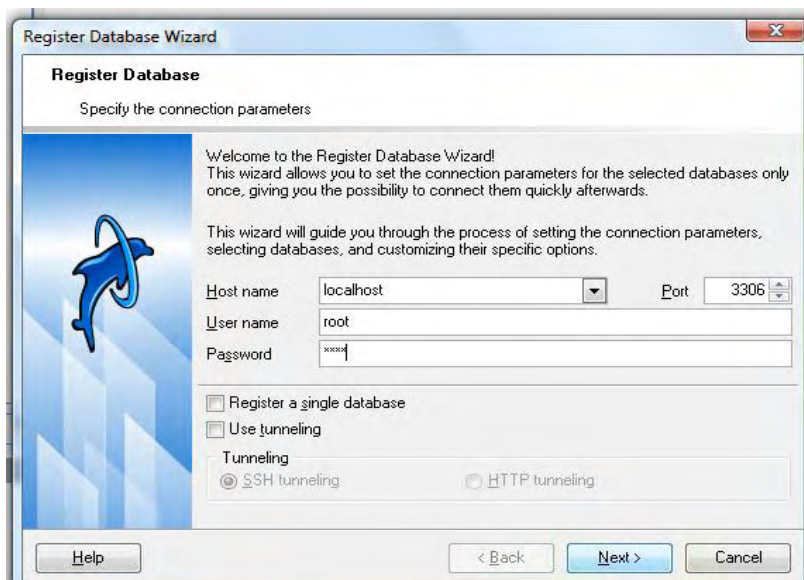 Register Database Wizard
Register Database
Specify the connection parameters
Welcome to the Register Database Wizard!
This wizard allows you to set the connection parameters for the selected databases only
once, giving you the possibility to connect them quickly afterwards.
This wizard will guide you through the process of setting the connection parameters,
selecting databases, and customizing their specific options.
Host name localhost Port 3306
User name root
Password ****
Register a single database
Use tunneling
Tunneling
SSH tunneling HTTP tunneling
Help < Back Next > Cancel